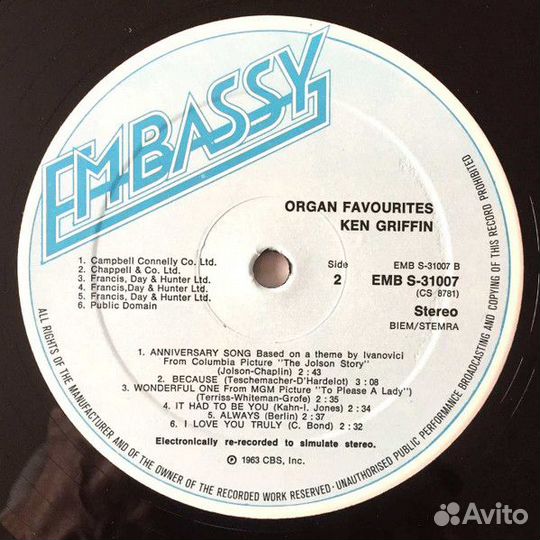 EMBASSY
ORGAN FAVOURITES
KEN GRIFFIN
1. Campbell Connelly Co. Ltd.
2. Chappell & Co. Ltd.
3. Francis, Day & Hunter Ltd.
4. Francis,Day & Hunter Ltd.
5. Francis, Day & Hunter Ltd.
6. Public Domain
Side
2
EMB S-31007 B
EMB S-31007
(CS 8781)
Stereo
BIEM/STEMRA
1. ANNIVERSARY SONG Based on a theme by Ivanovici
From Columbia Picture "The Jolson Story"
(Jolson-Chaplin) 2 : 43
2. BECAUSE (Teschemacher-D'Hardelot) 3 : 08
3. WONDERFUL ONE From MGM Picture "To Please A Lady")
(Terriss-Whiteman-Grofe) 2 : 35
4. IT HAD TO BE YOU (Kahn-I. Jones) 2 : 34
5. ALWAYS (Berlin) 2 : 37
6. I LOVE YOU TRULY (C. Bond) 2 : 32
Electronically re-recorded to simulate stereo.
℗ 1963 CBS, Inc.
ALL RIGHTS OF THE MANUFACTURER AND OF THE OWNER OF THE RECORDED WORK RESERVED - UNAUTHORISED PUBLIC PERFORMANCE BROADCASTING AND COPYING OF THIS RECORD PROHIBITED
Avito